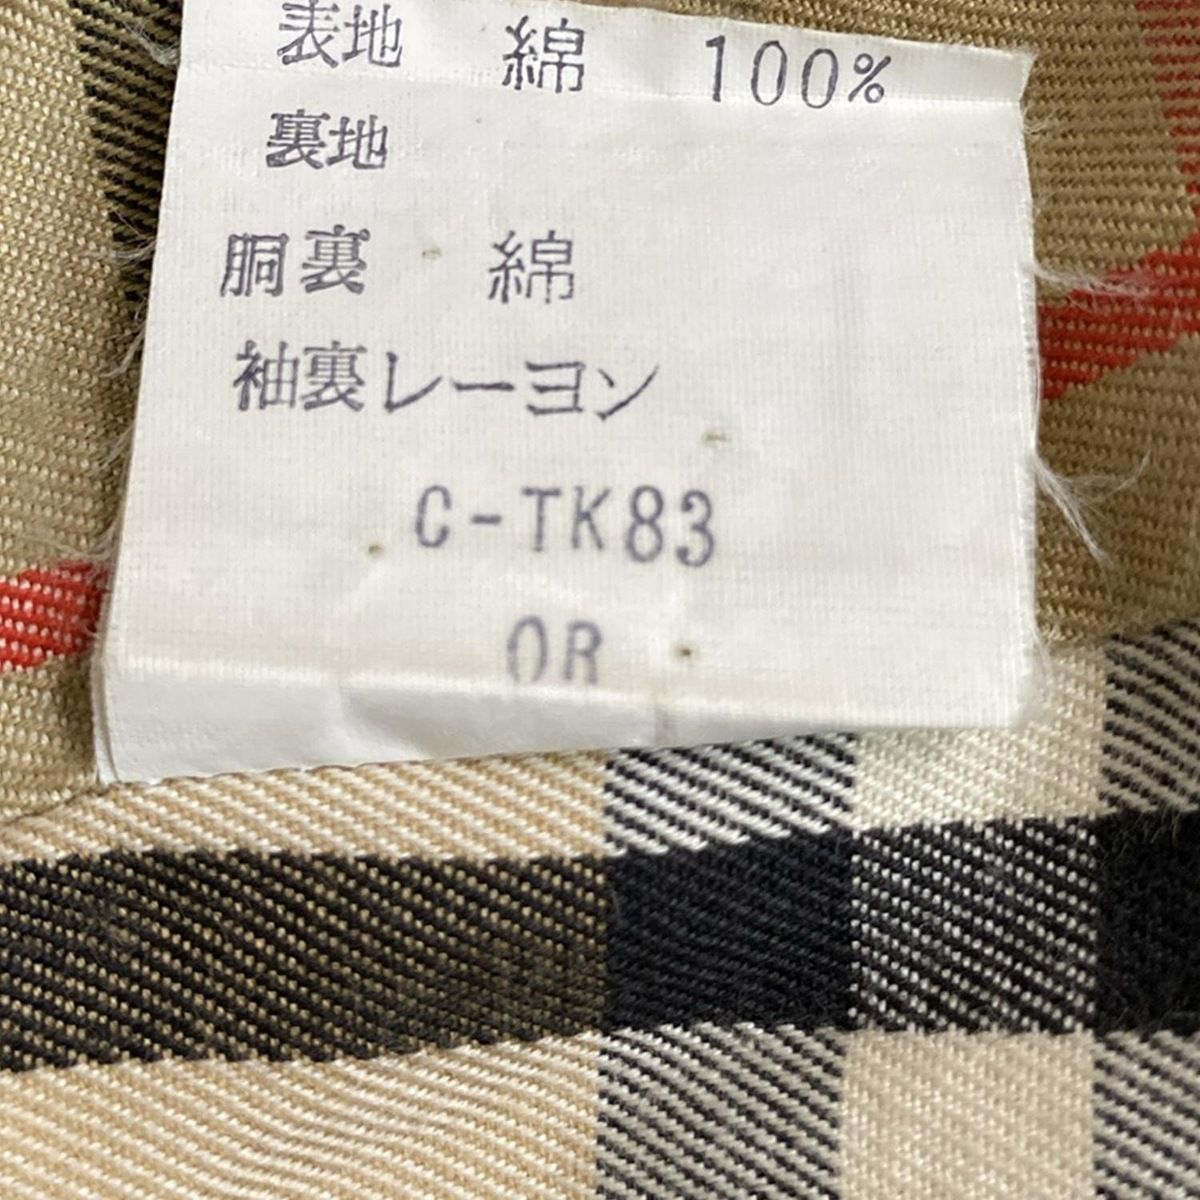 表地 綿 100%
裏地
胴裏 綿
袖裏レーヨン
C-TK83
OR